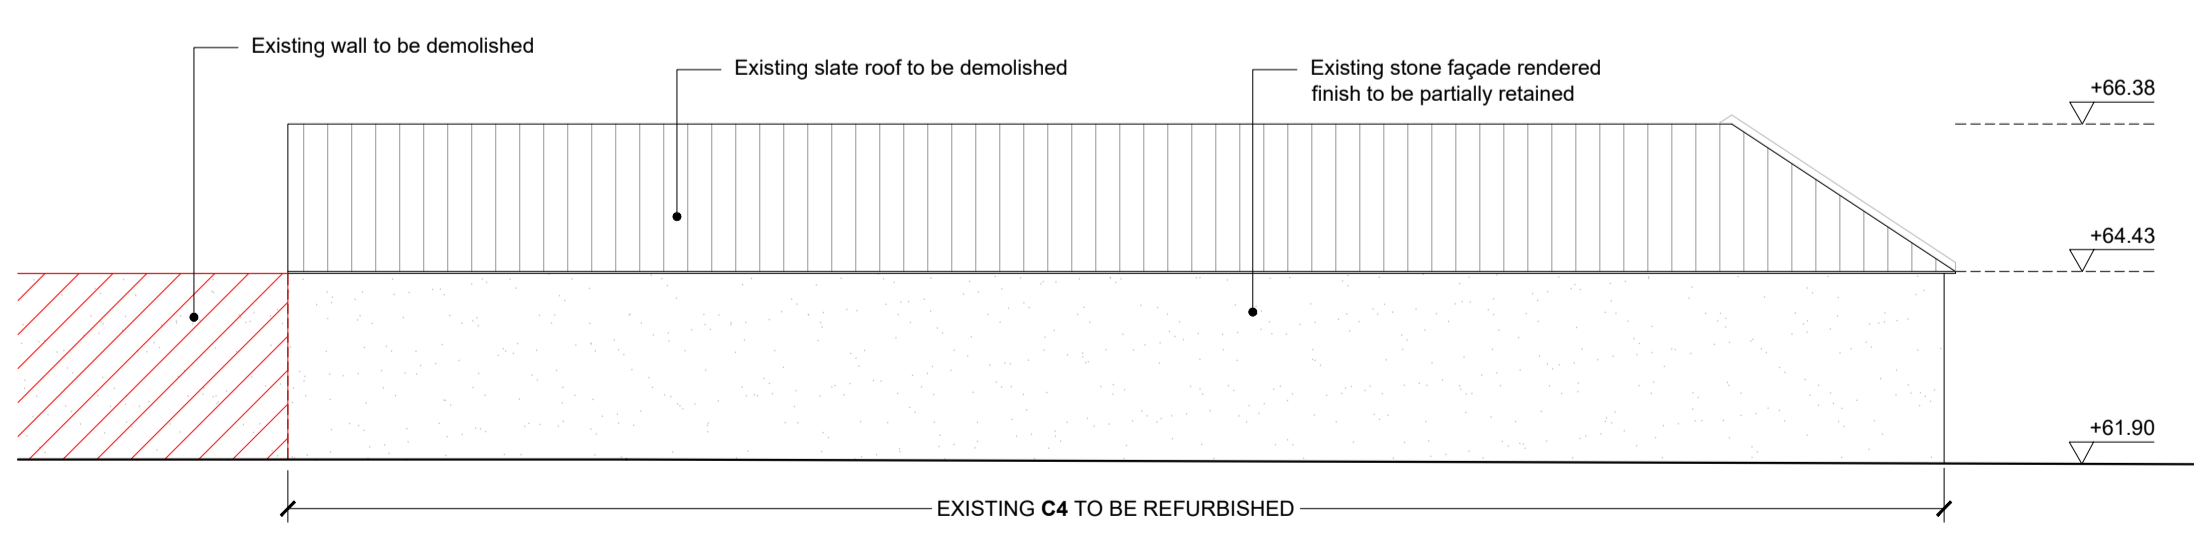 Existing wall to be demolished
Existing slate roof to be demolished
Existing stone façade rendered
finish to be partially retained
+66.38
+64.43
+61.90
EXISTING C4 TO BE REFURBISHED